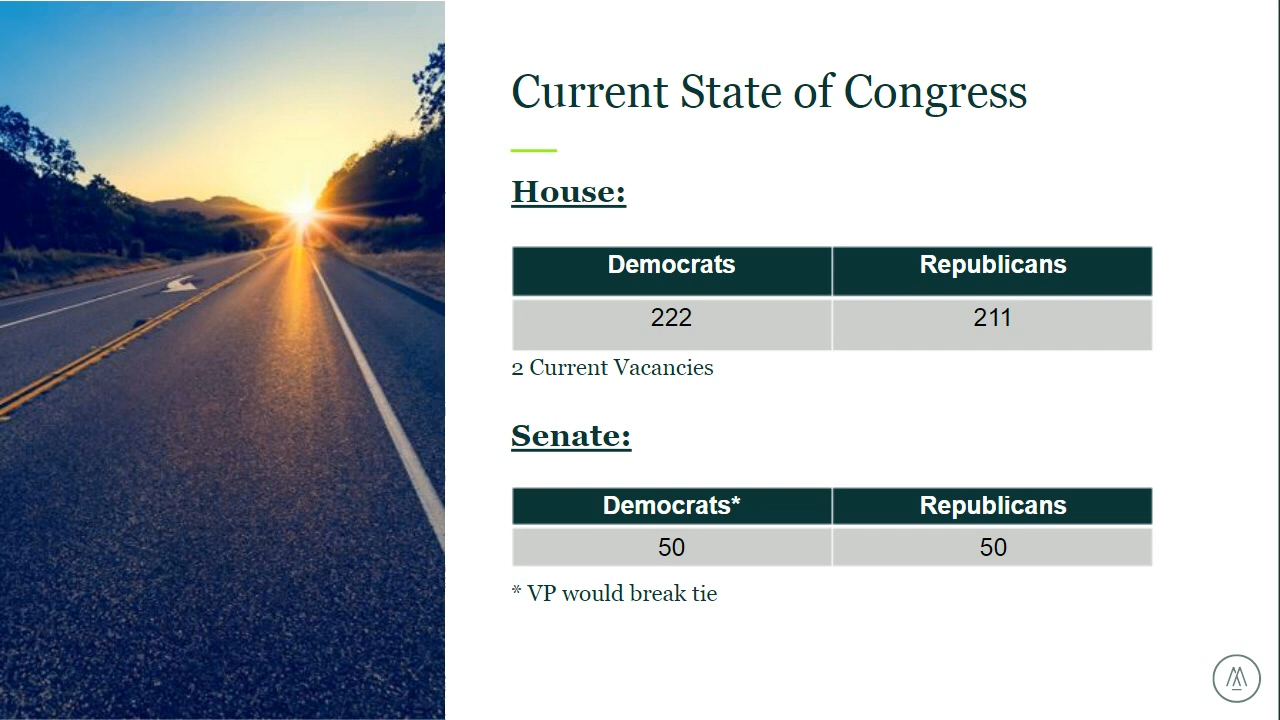 Current State of Congress
House:
Democrats Republicans
222 211
2 Current Vacancies
Senate:
Democrats* Republicans
50 50
* VP would break tie